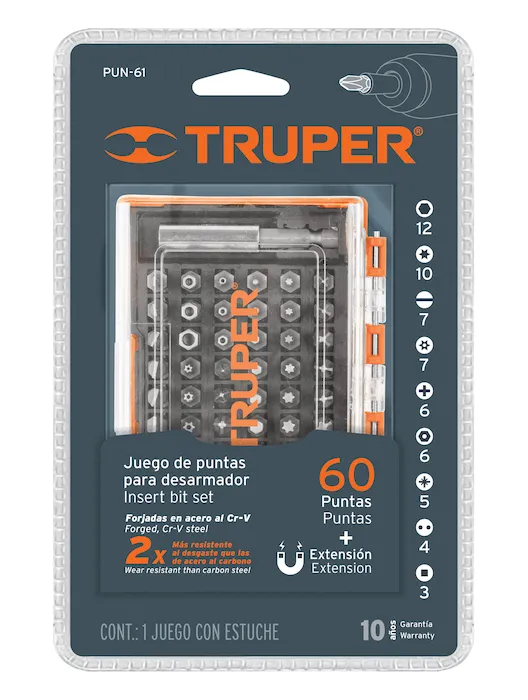 PUN-61
TRUPER®
12
10
7
7
6
6
5
4
3
TRUPER®
Juego de puntas
para desarmador
Insert bit set
Forjadas en acero al Cr-V
Forged, Cr-V steel
2x
Más resistente
al desgaste que las
de acero al carbono
Wear resistant than carbon steel
60
Puntas
Puntas
+
Extensión
Extension
CONT.: 1 JUEGO CON ESTUCHE
10 años
Garantía
Warranty